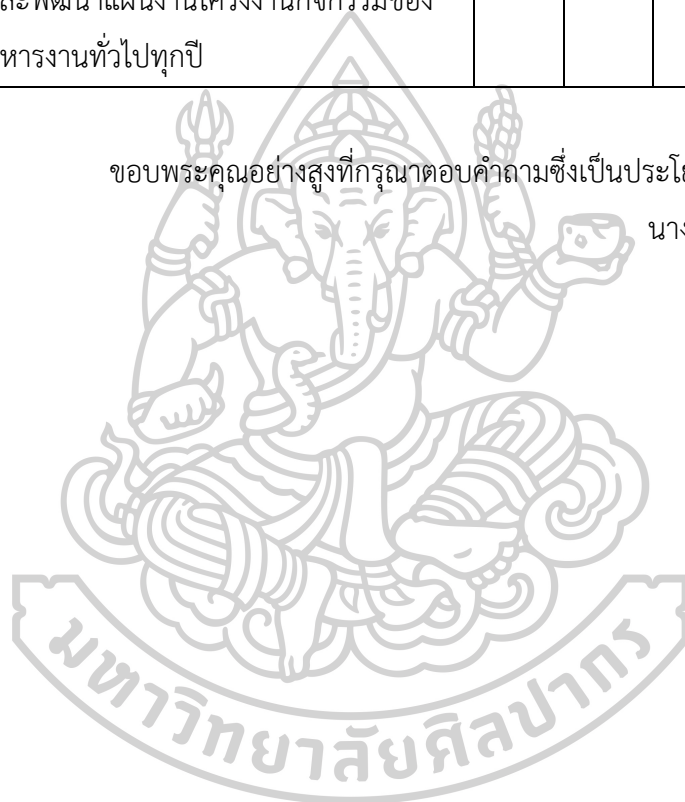 ละพัฒนาแผนงานโครงงานกิจกรรมของ
หารงานทั่วไปทุกปี
ขอบพระคุณอย่างสูงที่กรุณาตอบคำถามซึ่งเป็นประโย
นาง
มหาวิทยาลัยศิลปากร